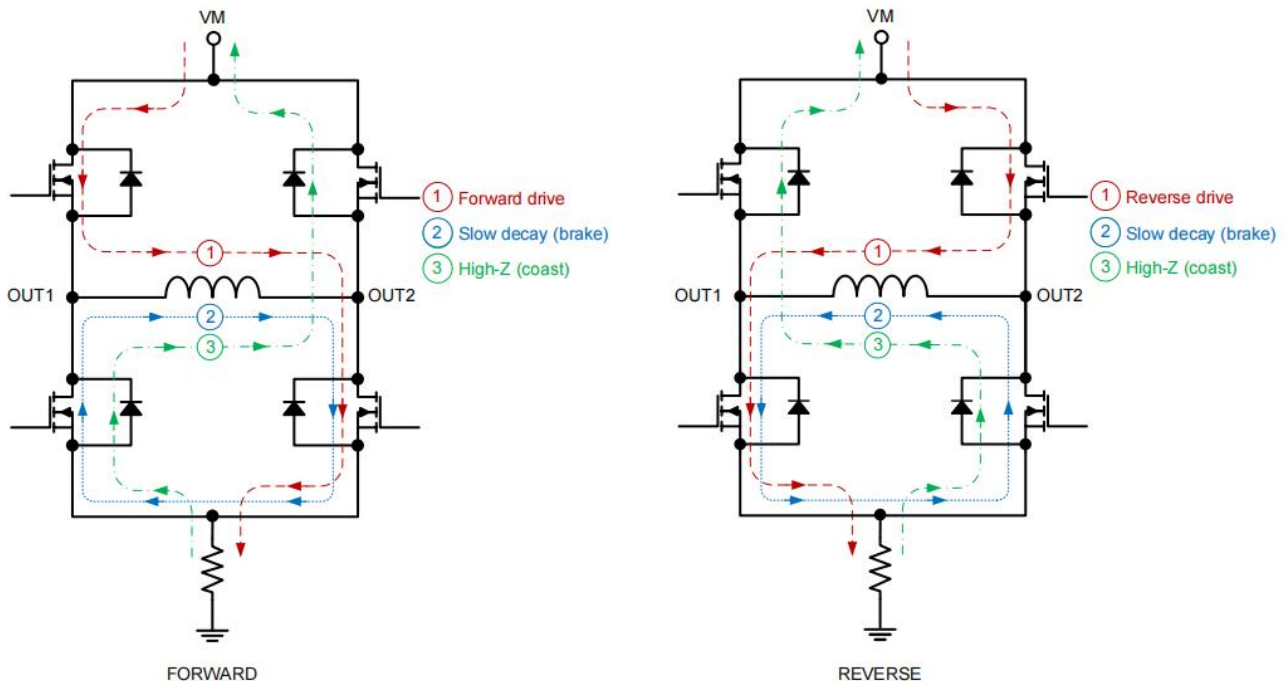 VM
1 Forward drive
2 Slow decay (brake)
3 High-Z (coast)
1
OUT1
OUT2
2
3
FORWARD
VM
1 Reverse drive
2 Slow decay (brake)
3 High-Z (coast)
1
OUT1
OUT2
2
3
REVERSE